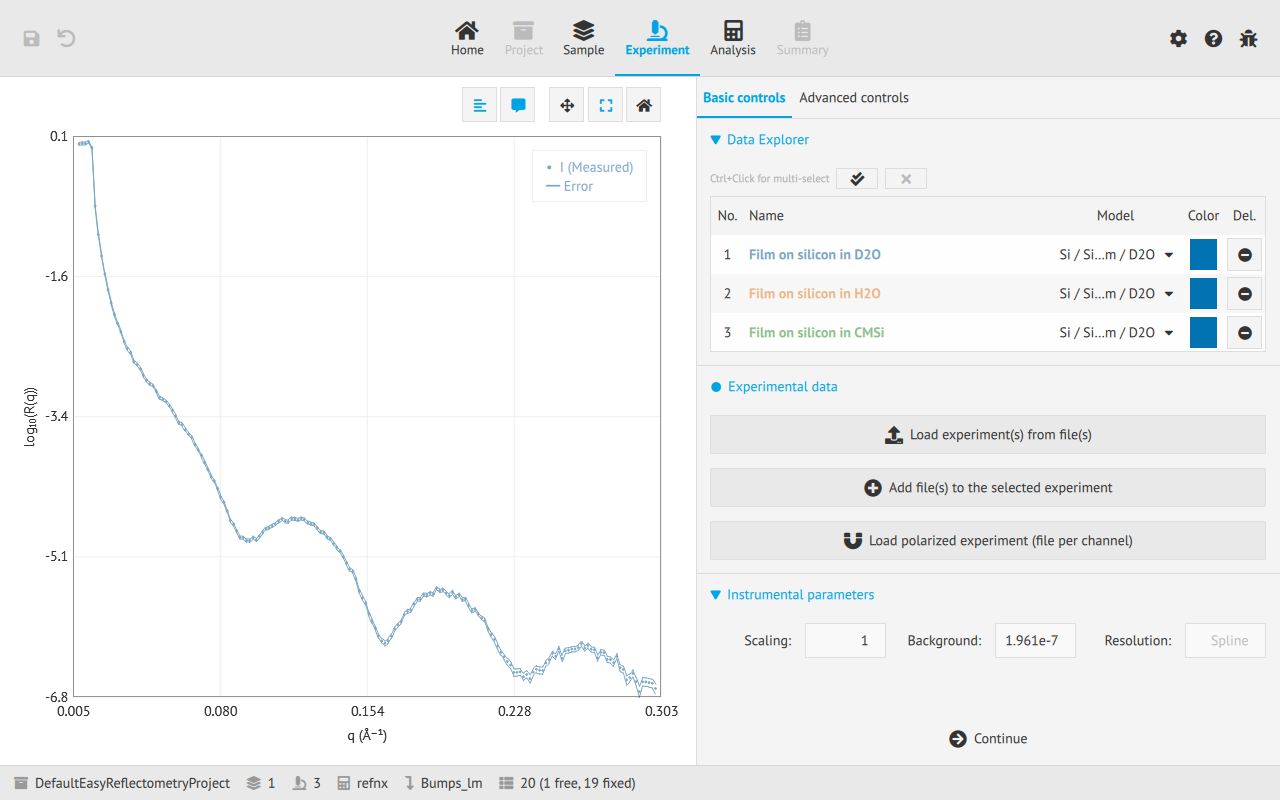 Home
Project
Sample
Experiment
Analysis
Summary
Basic controls
Advanced controls
Data Explorer
Ctrl+Click for multi-select
No. Name Model Color Del.
1 Film on silicon in D2O Si / Si...m / D2O
2 Film on silicon in H2O Si / Si...m / D2O
3 Film on silicon in CMSi Si / Si...m / D2O
Experimental data
Load experiment(s) from file(s)
Add file(s) to the selected experiment
Load polarized experiment (file per channel)
Instrumental parameters
Scaling: 1 Background: 1.961e-7 Resolution: Spline
Continue
I (Measured)
Error
0.1
-1.6
-3.4
-5.1
-6.8
log₁₀(R(q))
0.005 0.080 0.154 0.228 0.303
q (Å⁻¹)
DefaultEasyReflectometryProject 1 3 refnx Bumps_lm 20 (1 free, 19 fixed)